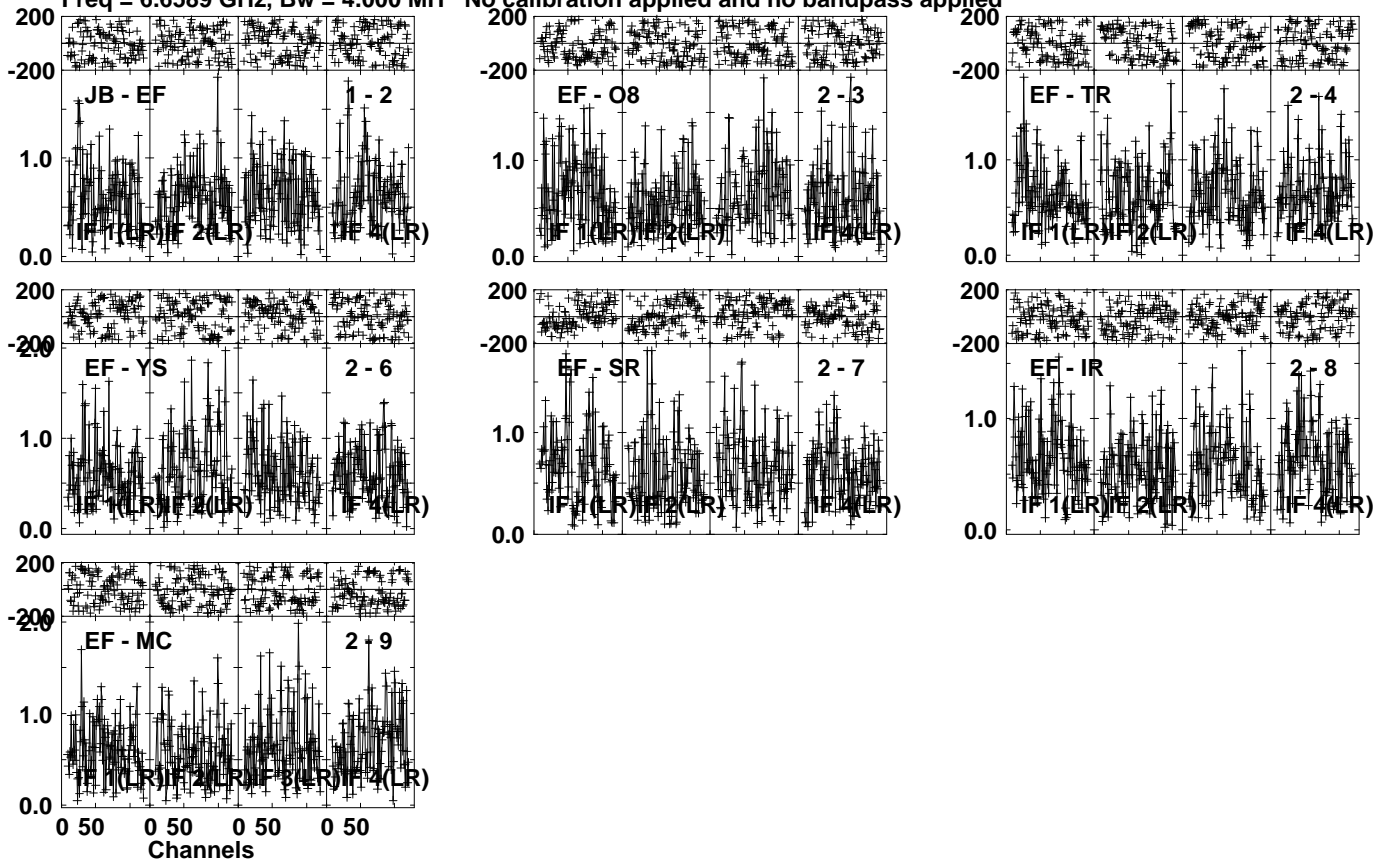 Freq = 6.6589 GHz, Bw = 4.000 MH No calibration applied and no bandpass applied
200 200 200
-200 -200 -200
JB - EF 1 - 2 EF - O8 2 - 3 EF - TR 2 - 4
1.0 1.0 1.0
IF 1(LR) IF 2(LR) IF 4(LR) IF 1(LR) IF 2(LR) IF 4(LR) IF 1(LR) IF 2(LR) IF 4(LR)
0.0 0.0 0.0
200 200 200
-200 -200 -200
2.0
EF - YS 2 - 6 EF - SR 2 - 7 EF - IR 2 - 8
1.0 1.0 1.0
IF 1(LR) IF 2(LR) IF 4(LR) IF 1(LR) IF 2(LR) IF 4(LR) IF 1(LR) IF 2(LR) IF 4(LR)
0.0 0.0 0.0
200
-200
2.0
EF - MC 2 - 9
1.0
IF 1(LR) IF 2(LR) IF 3(LR) IF 4(LR)
0.0
0 50 0 50 0 50 0 50
Channels